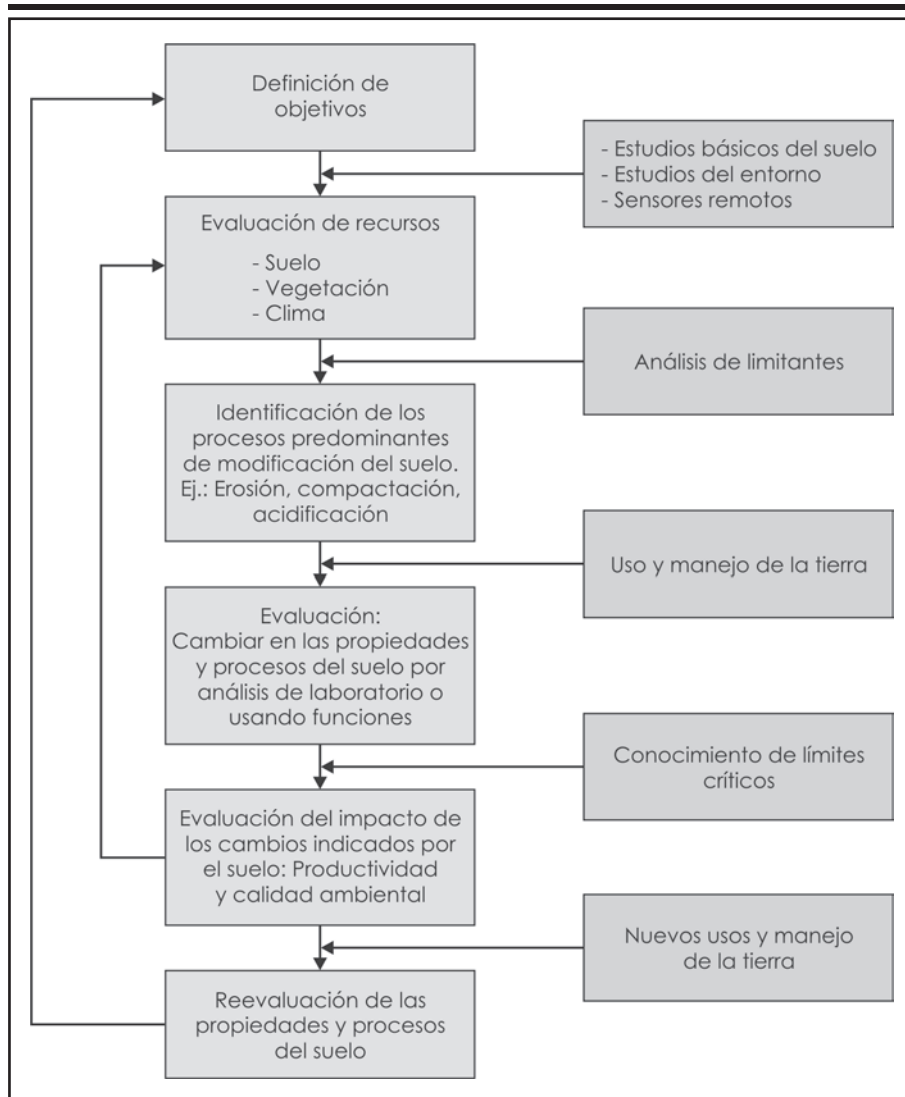 Definición de
objetivos
- Estudios básicos del suelo
- Estudios del entorno
- Sensores remotos
Evaluación de recursos
- Suelo
- Vegetación
- Clima
Análisis de limitantes
Identificación de los
procesos predominantes
de modificación del suelo.
Ej.: Erosión, compactación,
acidificación
Uso y manejo de la tierra
Evaluación:
Cambiar en las propiedades
y procesos del suelo por
análisis de laboratorio o
usando funciones
Conocimiento de límites
críticos
Evaluación del impacto de
los cambios indicados por
el suelo: Productividad
y calidad ambiental
Nuevos usos y manejo
de la tierra
Reevaluación de las
propiedades y procesos
del suelo